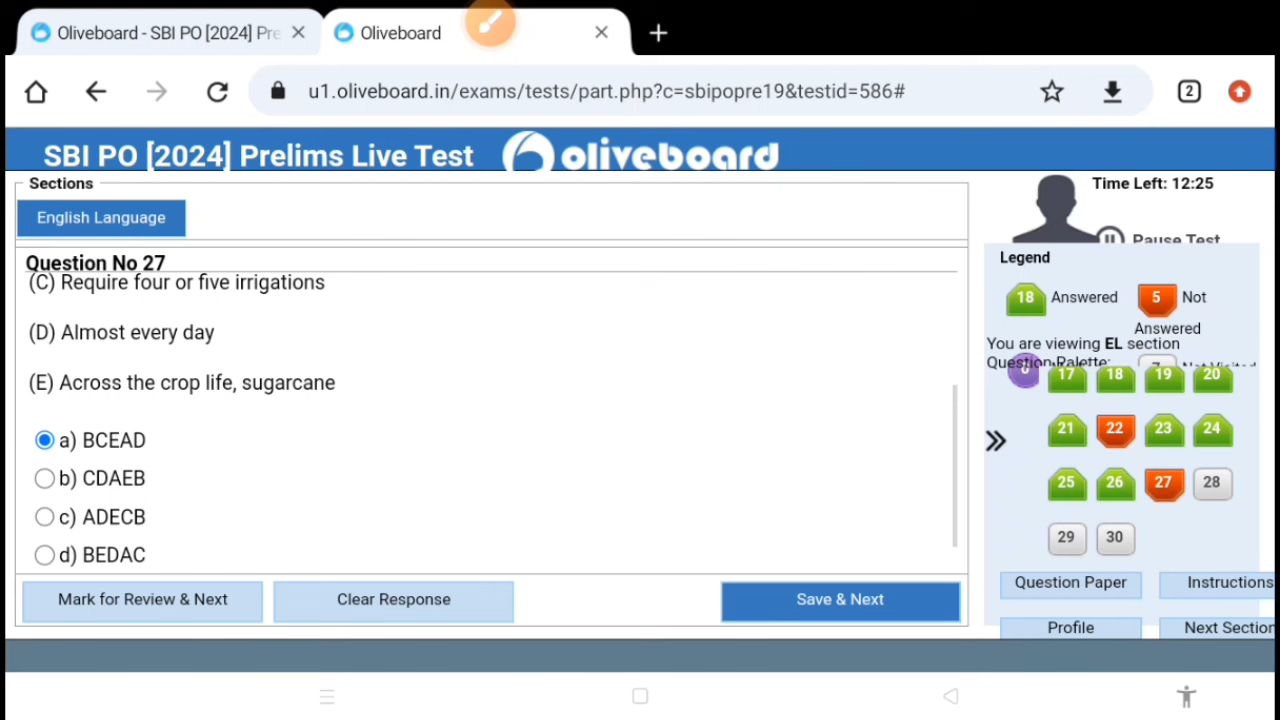 Oliveboard - SBI PO [2024] Pre
Oliveboard
u1.oliveboard.in/exams/tests/part.php?c=sbipopre19&testid=586#
2
SBI PO [2024] Prelims Live Test
oliveboard
Sections
English Language
Time Left: 12:25
Pause Test
Question No 27
(C) Require four or five irrigations
(D) Almost every day
(E) Across the crop life, sugarcane
a) BCEAD
b) CDAEB
c) ADECB
d) BEDAC
Mark for Review & Next
Clear Response
Save & Next
Legend
18 Answered
5 Not Answered
You are viewing EL section
Question Palette:
17 18 19 20
21 22 23 24
25 26 27 28
29 30
Question Paper
Instructions
Profile
Next Section